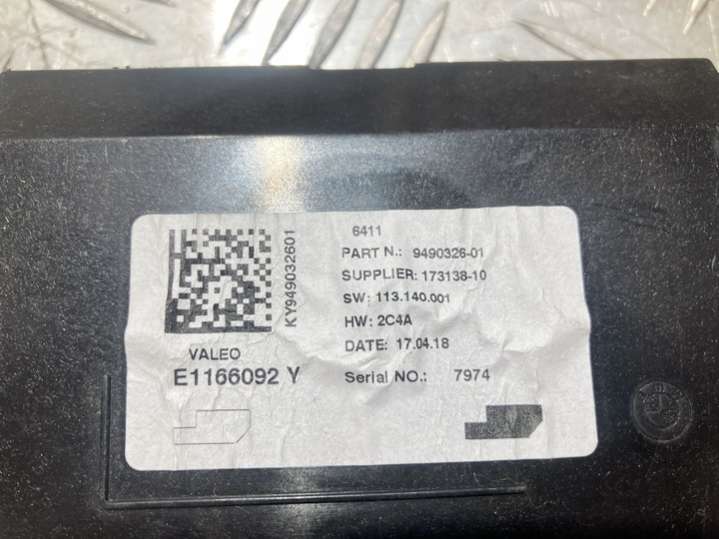 KY949032601
VALEO
E1166092 Y
6411
PART N.: 9490326-01
SUPPLIER: 173138-10
SW: 113.140.001
HW: 2C4A
DATE: 17.04.18
Serial NO.: 7974